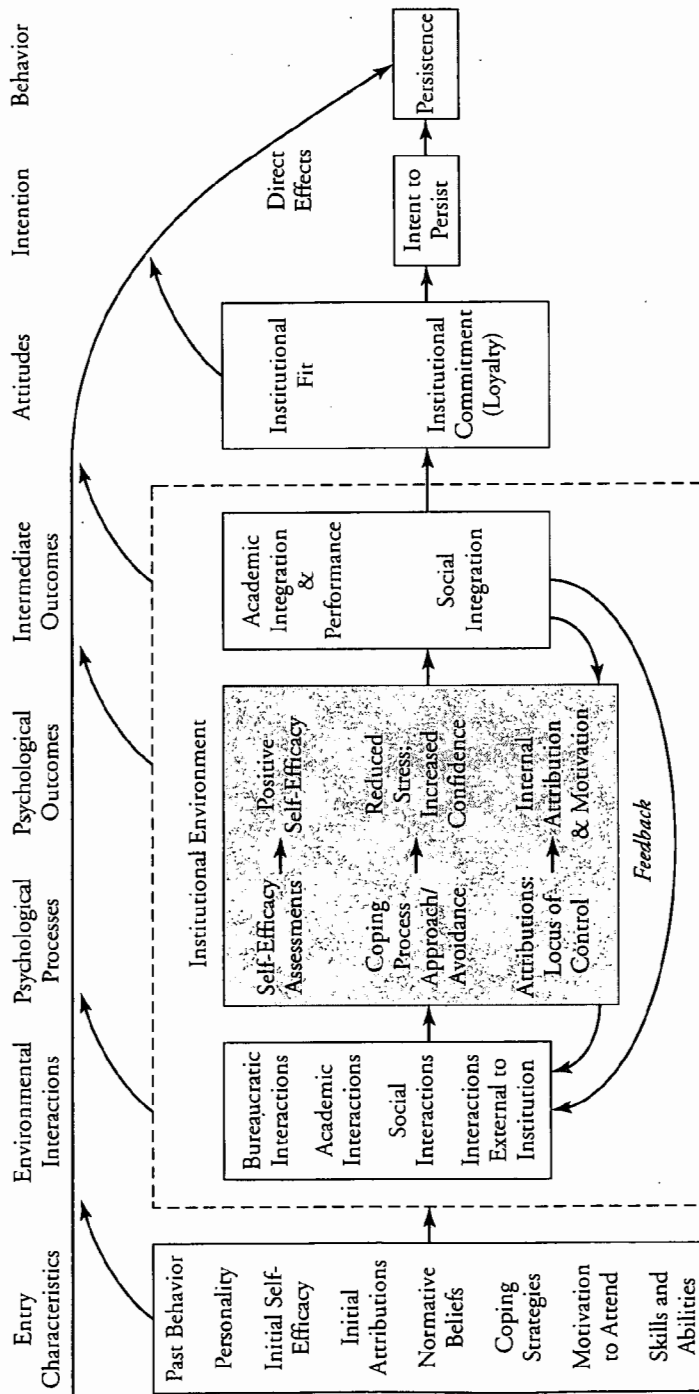 Entry
Characteristics
Environmental
Interactions
Psychological
Processes
Psychological
Outcomes
Intermediate
Outcomes
Attitudes
Intention
Behavior
Past Behavior
Personality
Initial Self-
Efficacy
Initial
Attributions
Normative
Beliefs
Coping
Strategies
Motivation
to Attend
Skills and
Abilities
Institutional Environment
Bureaucratic
Interactions
Academic
Interactions
Social
Interactions
Interactions
External to
Institution
Self-Efficacy
Assessments
Positive
Self-Efficacy
Coping
Process
Approach/
Avoidance
Reduced
Stress;
Increased
Confidence
Attributions:
Locus of
Control
Internal
Attribution
& Motivation
Feedback
Academic
Integration
&
Performance
Social
Integration
Institutional
Fit
Institutional
Commitment
(Loyalty)
Direct
Effects
Intent to
Persist
Persistence